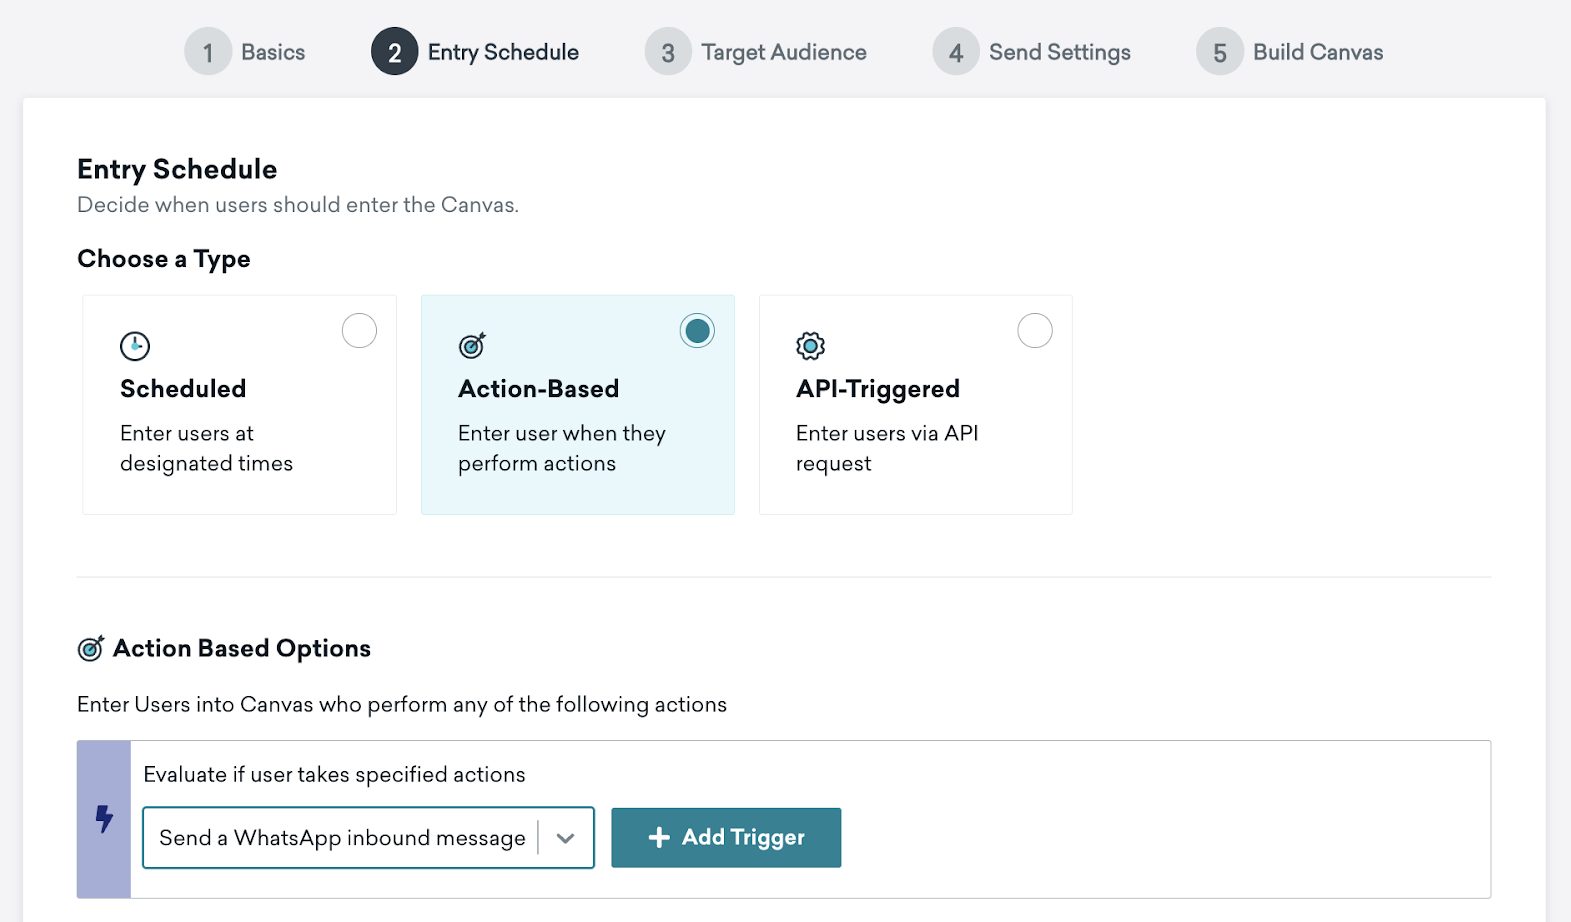 1 Basics
2 Entry Schedule
3 Target Audience
4 Send Settings
5 Build Canvas
Entry Schedule
Decide when users should enter the Canvas.
Choose a Type
Scheduled
Enter users at
designated times
Action-Based
Enter user when they
perform actions
API-Triggered
Enter users via API
request
Action Based Options
Enter Users into Canvas who perform any of the following actions
Evaluate if user takes specified actions
Send a WhatsApp inbound message
+ Add Trigger